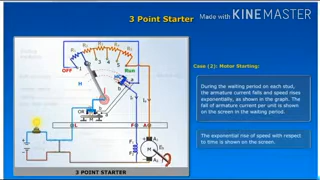 3 Point Starter
Made with KINEMASTER
Case (2): Motor Starting:
During the waiting period on each stud,
the armature current falls and speed rises
exponentially, as shown in the graph. The
fall of armature current per unit is shown
on the screen in the waiting period.
The exponential rise of speed with respect
to time is shown on the screen.
OFF
Run
H
L
F
A
3 POINT STARTER